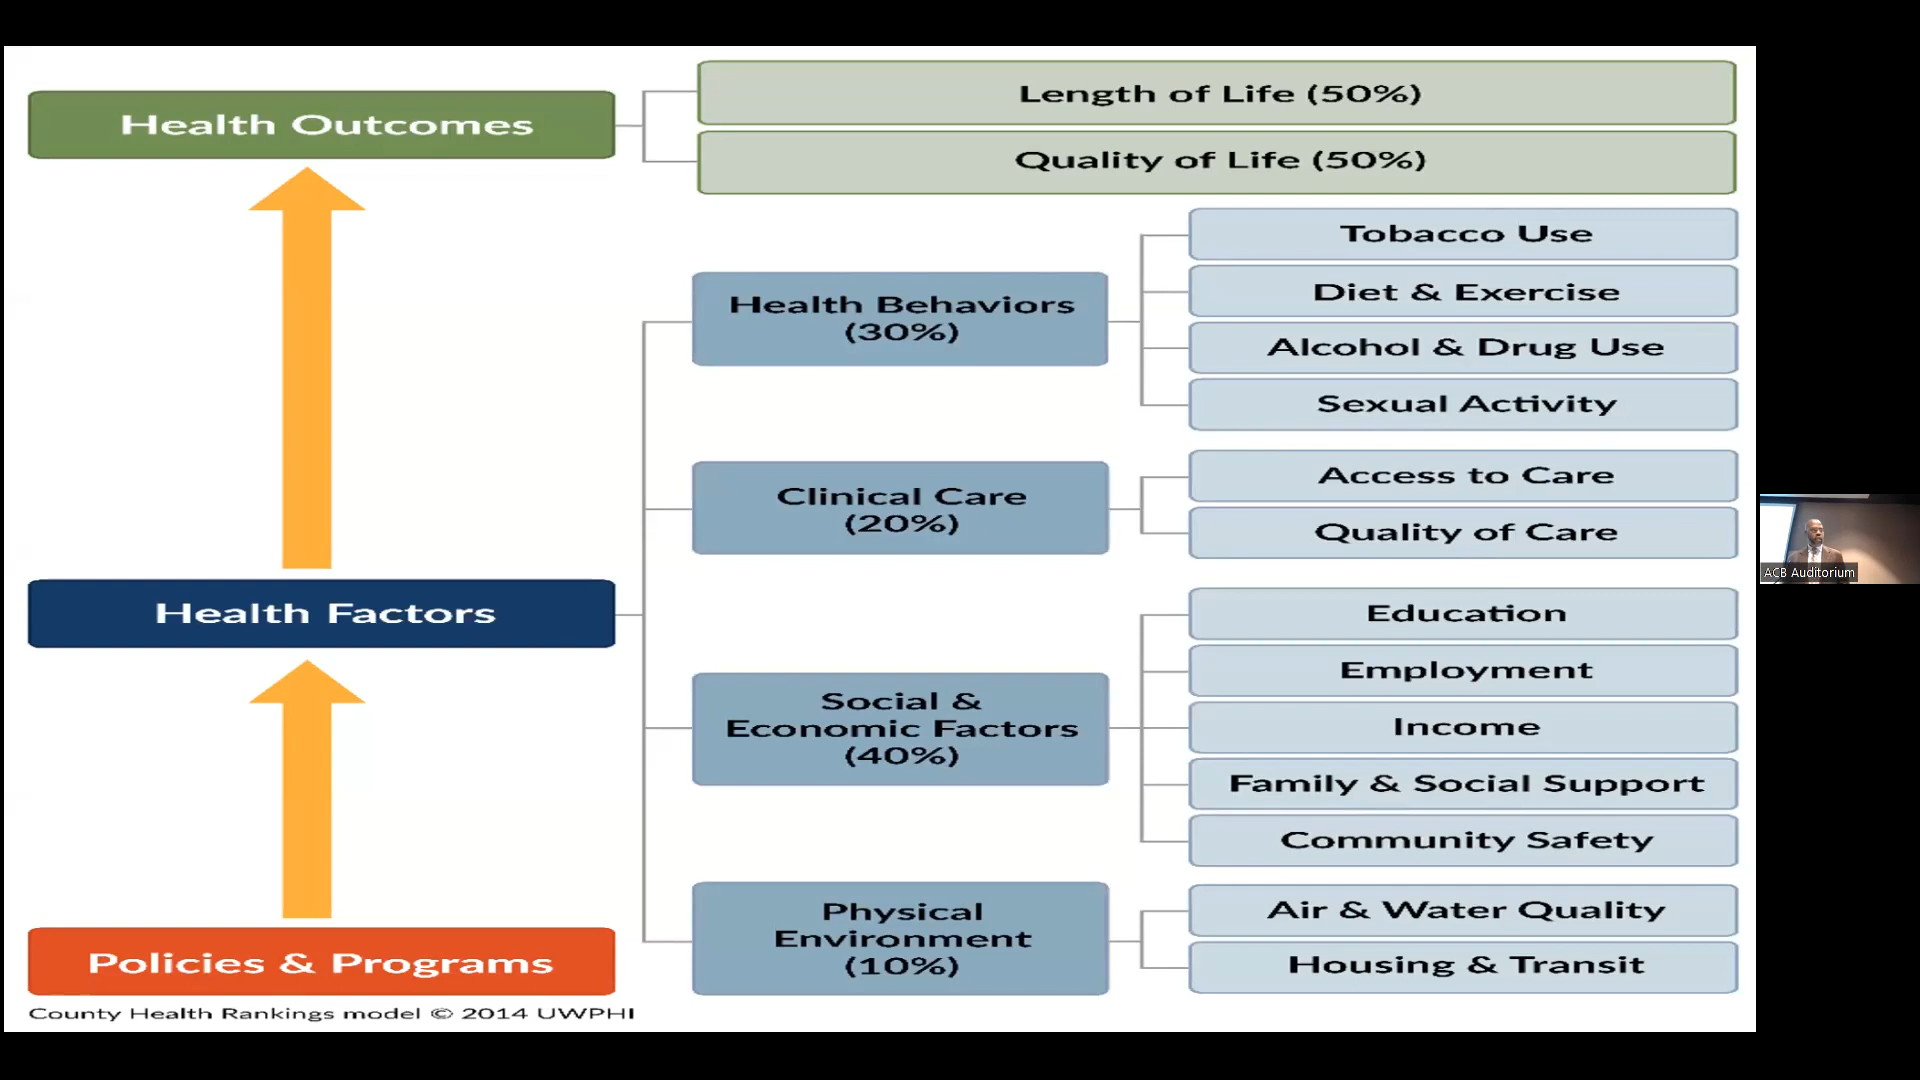 Health Outcomes
Length of Life (50%)
Quality of Life (50%)
Health Behaviors
(30%)
Tobacco Use
Diet & Exercise
Alcohol & Drug Use
Sexual Activity
Clinical Care
(20%)
Access to Care
Quality of Care
Health Factors
Social &
Economic Factors
(40%)
Education
Employment
Income
Family & Social Support
Community Safety
Physical
Environment
(10%)
Air & Water Quality
Housing & Transit
Policies & Programs
County Health Rankings model © 2014 UWPHI
ACB Auditorium